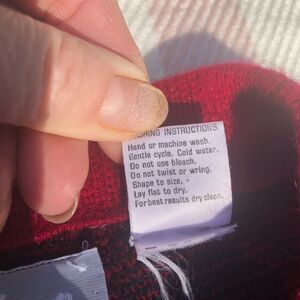 WASHING INSTRUCTIONS:
Hand or machine wash.
Gentle cycle. Cold water.
Do not use bleach.
Do not twist or wring.
Shape to size.
Lay flat to dry.
For best results dry clean.